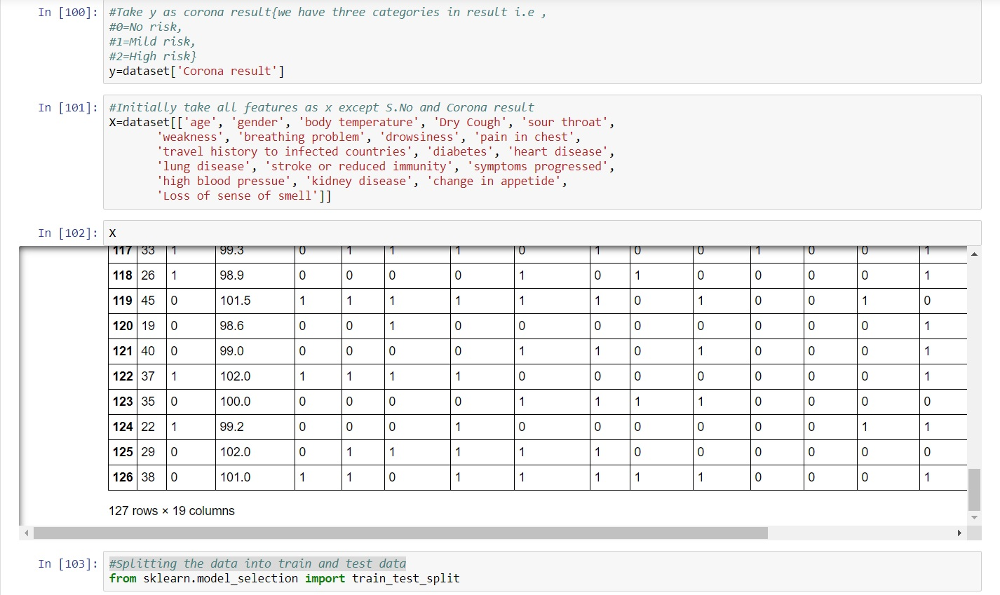 In [100]: #Take y as corona result{we have three categories in result i.e ,
#0=No risk,
#1=Mild risk,
#2=High risk}
y=dataset['Corona result']
In [101]: #Initially take all features as x except S.No and Corona result
X=dataset[['age', 'gender', 'body temperature', 'Dry Cough', 'sour throat',
'weakness', 'breathing problem', 'drowsiness', 'pain in chest',
'travel history to infected countries', 'diabetes', 'heart disease',
'lung disease', 'stroke or reduced immunity', 'symptoms progressed',
'high blood pressue', 'kidney disease', 'change in appetide',
'Loss of sense of smell']]
In [102]: X
117 33 1 99.3 0 1 1 1 0 1 0 0 1 0 0 1
118 26 1 98.9 0 0 0 0 1 0 1 0 0 0 0 1
119 45 0 101.5 1 1 1 1 1 1 0 1 0 0 1 0
120 19 0 98.6 0 0 1 0 0 0 0 0 0 0 0 1
121 40 0 99.0 0 0 0 0 1 1 0 1 0 0 0 1
122 37 1 102.0 1 1 1 1 0 0 0 0 0 0 0 1
123 35 0 100.0 0 0 0 0 1 1 1 1 0 0 0 0
124 22 1 99.2 0 0 0 1 0 0 0 0 0 0 1 1
125 29 0 102.0 0 1 1 1 1 1 0 0 0 0 0 0
126 38 0 101.0 1 1 0 1 1 1 1 1 0 0 0 1
127 rows × 19 columns
In [103]: #Splitting the data into train and test data
from sklearn.model_selection import train_test_split